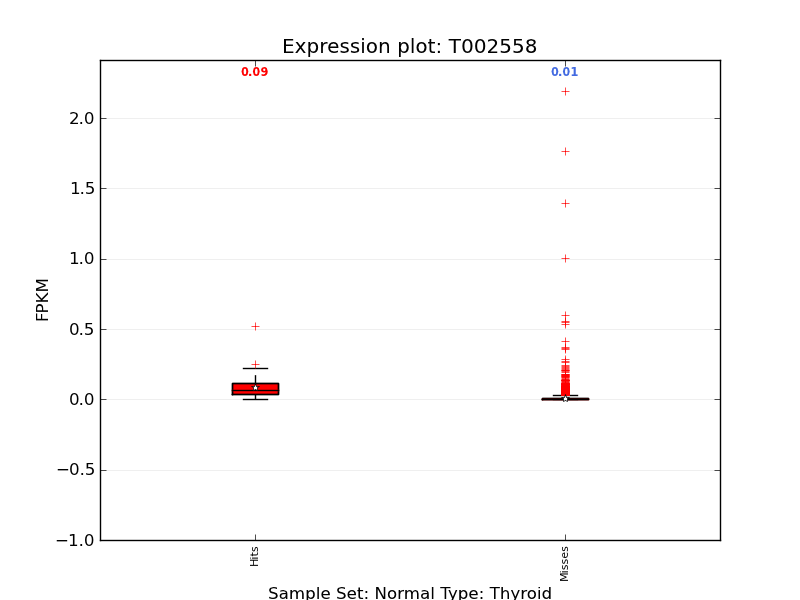 Expression plot: T002558
0.09 0.01
2.0
1.5
1.0
0.5
0.0
−0.5
−1.0
FPKM
Hits Misses
Sample Set: Normal Type: Thyroid